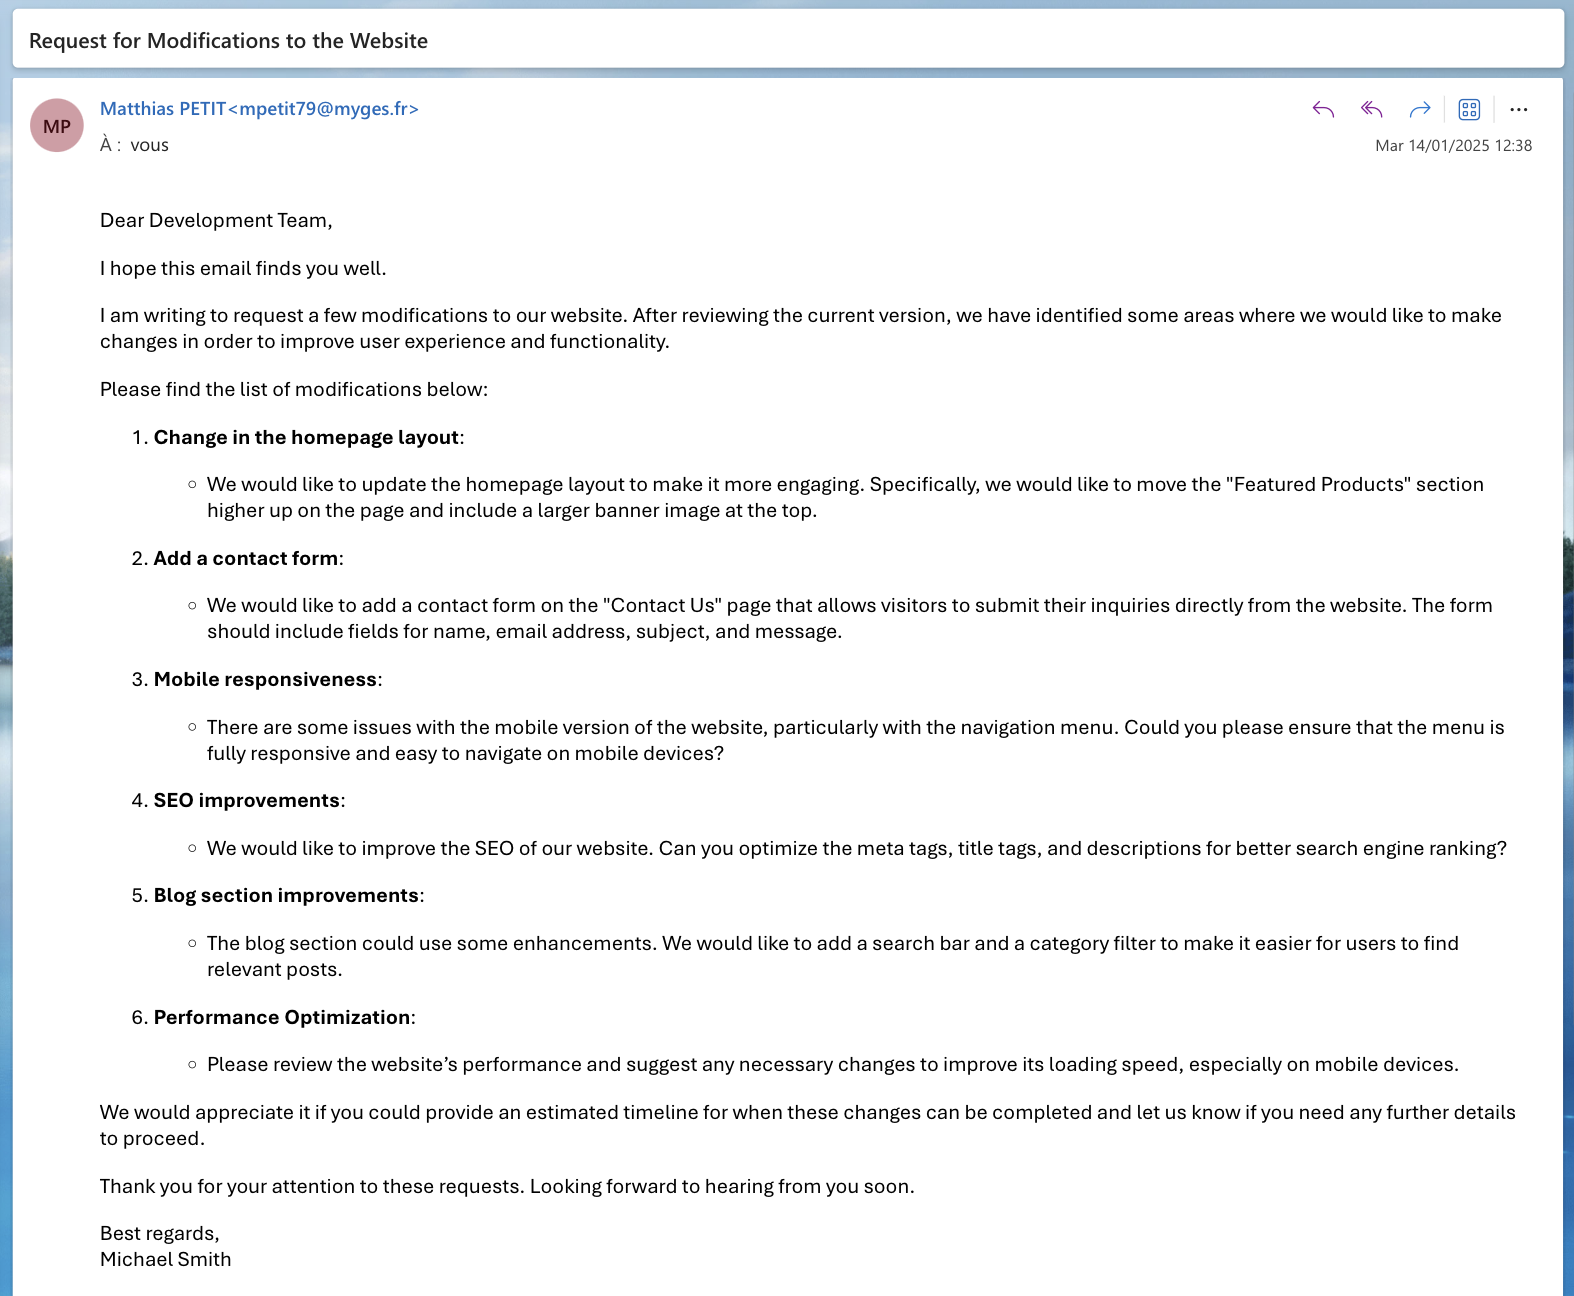 Request for Modifications to the Website
MP
Matthias PETIT<mpetit79@myges.fr>
À : vous
Mar 14/01/2025 12:38
Dear Development Team,
I hope this email finds you well.
I am writing to request a few modifications to our website. After reviewing the current version, we have identified some areas where we would like to make
changes in order to improve user experience and functionality.
Please find the list of modifications below:
1. Change in the homepage layout:
○ We would like to update the homepage layout to make it more engaging. Specifically, we would like to move the "Featured Products" section
higher up on the page and include a larger banner image at the top.
2. Add a contact form:
○ We would like to add a contact form on the "Contact Us" page that allows visitors to submit their inquiries directly from the website. The form
should include fields for name, email address, subject, and message.
3. Mobile responsiveness:
○ There are some issues with the mobile version of the website, particularly with the navigation menu. Could you please ensure that the menu is
fully responsive and easy to navigate on mobile devices?
4. SEO improvements:
○ We would like to improve the SEO of our website. Can you optimize the meta tags, title tags, and descriptions for better search engine ranking?
5. Blog section improvements:
○ The blog section could use some enhancements. We would like to add a search bar and a category filter to make it easier for users to find
relevant posts.
6. Performance Optimization:
○ Please review the website’s performance and suggest any necessary changes to improve its loading speed, especially on mobile devices.
We would appreciate it if you could provide an estimated timeline for when these changes can be completed and let us know if you need any further details
to proceed.
Thank you for your attention to these requests. Looking forward to hearing from you soon.
Best regards,
Michael Smith